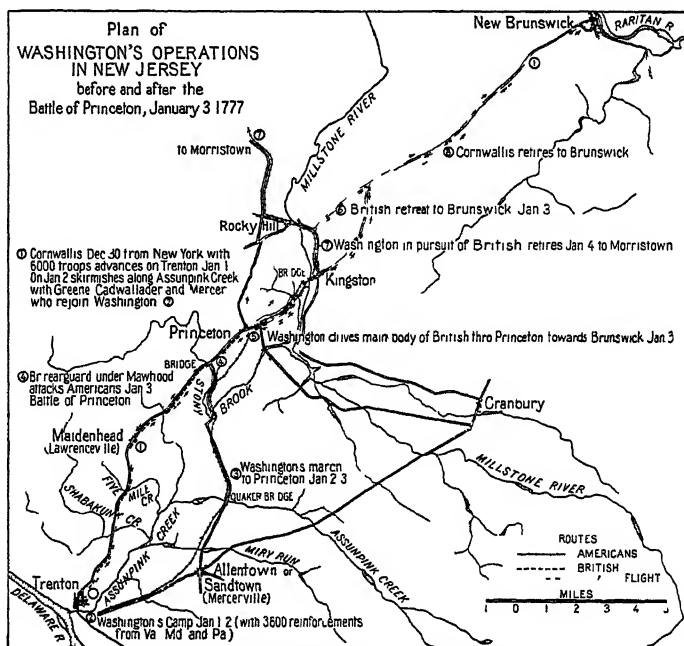 Plan of
WASHINGTON'S OPERATIONS
IN NEW JERSEY
before and after the
Battle of Princeton, January 3 1777
New Brunswick
RARITAN R
①
⑦
to Morristown
MILLSTONE RIVER
⑧ Cornwallis retires to Brunswick
⑥ British retreat to Brunswick Jan 3
Rocky Hill
⑦ Washington in pursuit of British retires Jan 4 to Morristown
① Cornwallis Dec 30 from New York with
6000 troops advances on Trenton Jan 1
On Jan 2 skirmishes along Assunpink Creek
with Greene Cadwallader and Mercer
who rejoin Washington ②
BR DGE
Kingston
Princeton
⑤ Washington drives main body of British thro Princeton towards Brunswick Jan 3
BRIDGE
④
④ Br rearguard under Mawhood
attacks Americans Jan 3
Battle of Princeton
STONY
BROOK
Cranbury
Maidenhead
(Lawrenceville)
①
MILLSTONE RIVER
③ Washingtons march
to Princeton Jan 2 3
FIVE
MILE
CR.
SHABAKUNK
CR.
QUAKER BR DGE
ASSUNPINK CREEK
ASSUNPINK CREEK
MIRY RUN
ROUTES
AMERICANS
BRITISH
" FLIGHT
Allentown or
Sandtown
(Mercerville)
Trenton
MILES
1 0 1 2 3 4 5
DELAWARE R.
② Washington s Camp Jan 1 2 (with 3600 reinforcements
from Va Md and Pa)